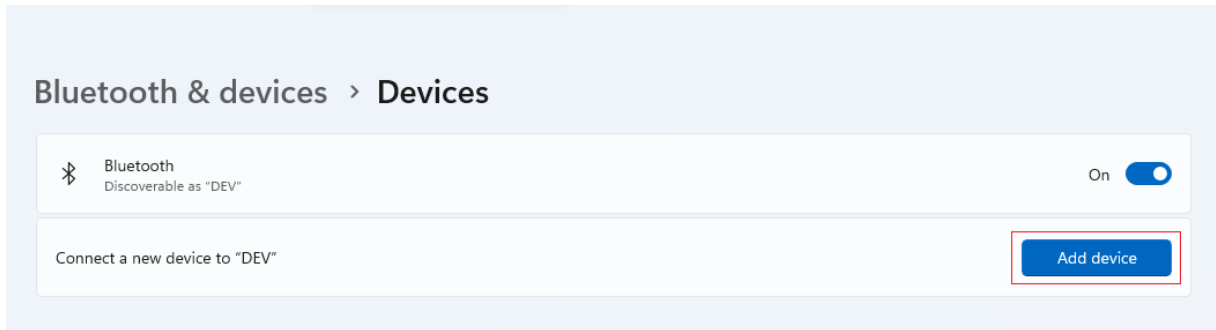 Bluetooth & devices > Devices
Bluetooth
Discoverable as "DEV"
On
Connect a new device to "DEV"
Add device